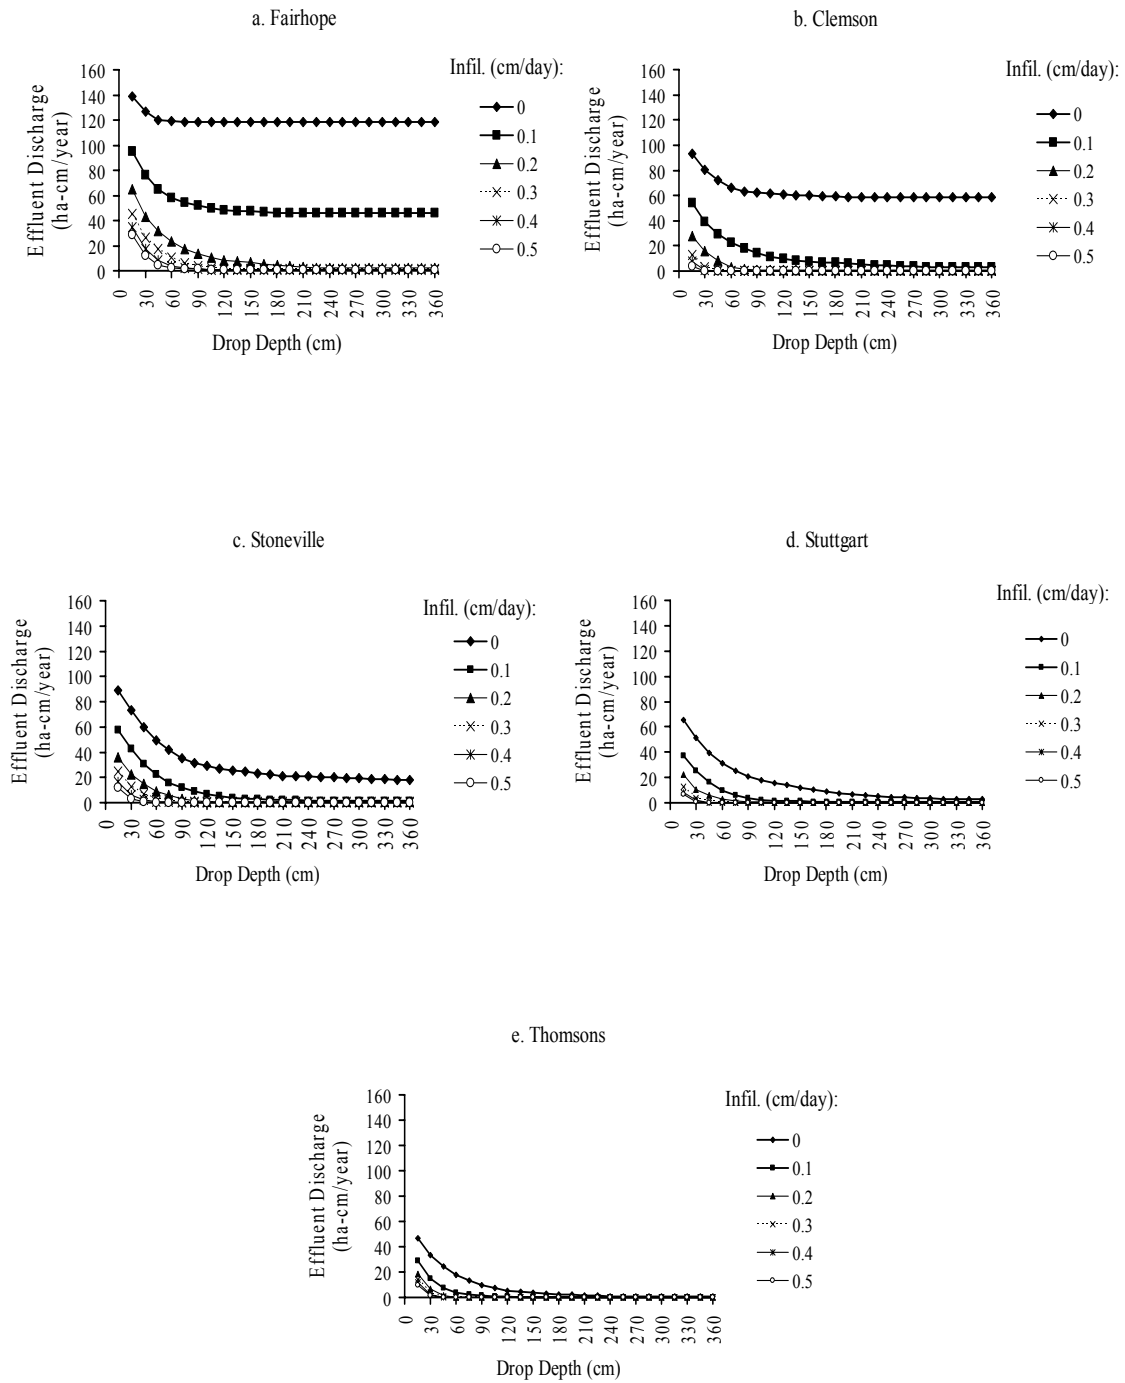 a. Fairhope
Effluent Discharge
(ha-cm/year)
160
140
120
100
80
60
40
20
0
0 30 60 90 120 150 180 210 240 270 300 330 360
Drop Depth (cm)
Infil. (cm/day):
0
0.1
0.2
0.3
0.4
0.5
b. Clemson
Effluent Discharge
(ha-cm/year)
160
140
120
100
80
60
40
20
0
0 30 60 90 120 150 180 210 240 270 300 330 360
Drop Depth (cm)
Infil. (cm/day):
0
0.1
0.2
0.3
0.4
0.5
c. Stoneville
Effluent Discharge
(ha-cm/year)
160
140
120
100
80
60
40
20
0
0 30 60 90 120 150 180 210 240 270 300 330 360
Drop Depth (cm)
Infil. (cm/day):
0
0.1
0.2
0.3
0.4
0.5
d. Stuttgart
Effluent Discharge
(ha-cm/year)
160
140
120
100
80
60
40
20
0
0 30 60 90 120 150 180 210 240 270 300 330 360
Drop Depth (cm)
Infil. (cm/day):
0
0.1
0.2
0.3
0.4
0.5
e. Thomsons
Effluent Discharge
(ha-cm/year)
160
140
120
100
80
60
40
20
0
0 30 60 90 120 150 180 210 240 270 300 330 360
Drop Depth (cm)
Infil. (cm/day):
0
0.1
0.2
0.3
0.4
0.5